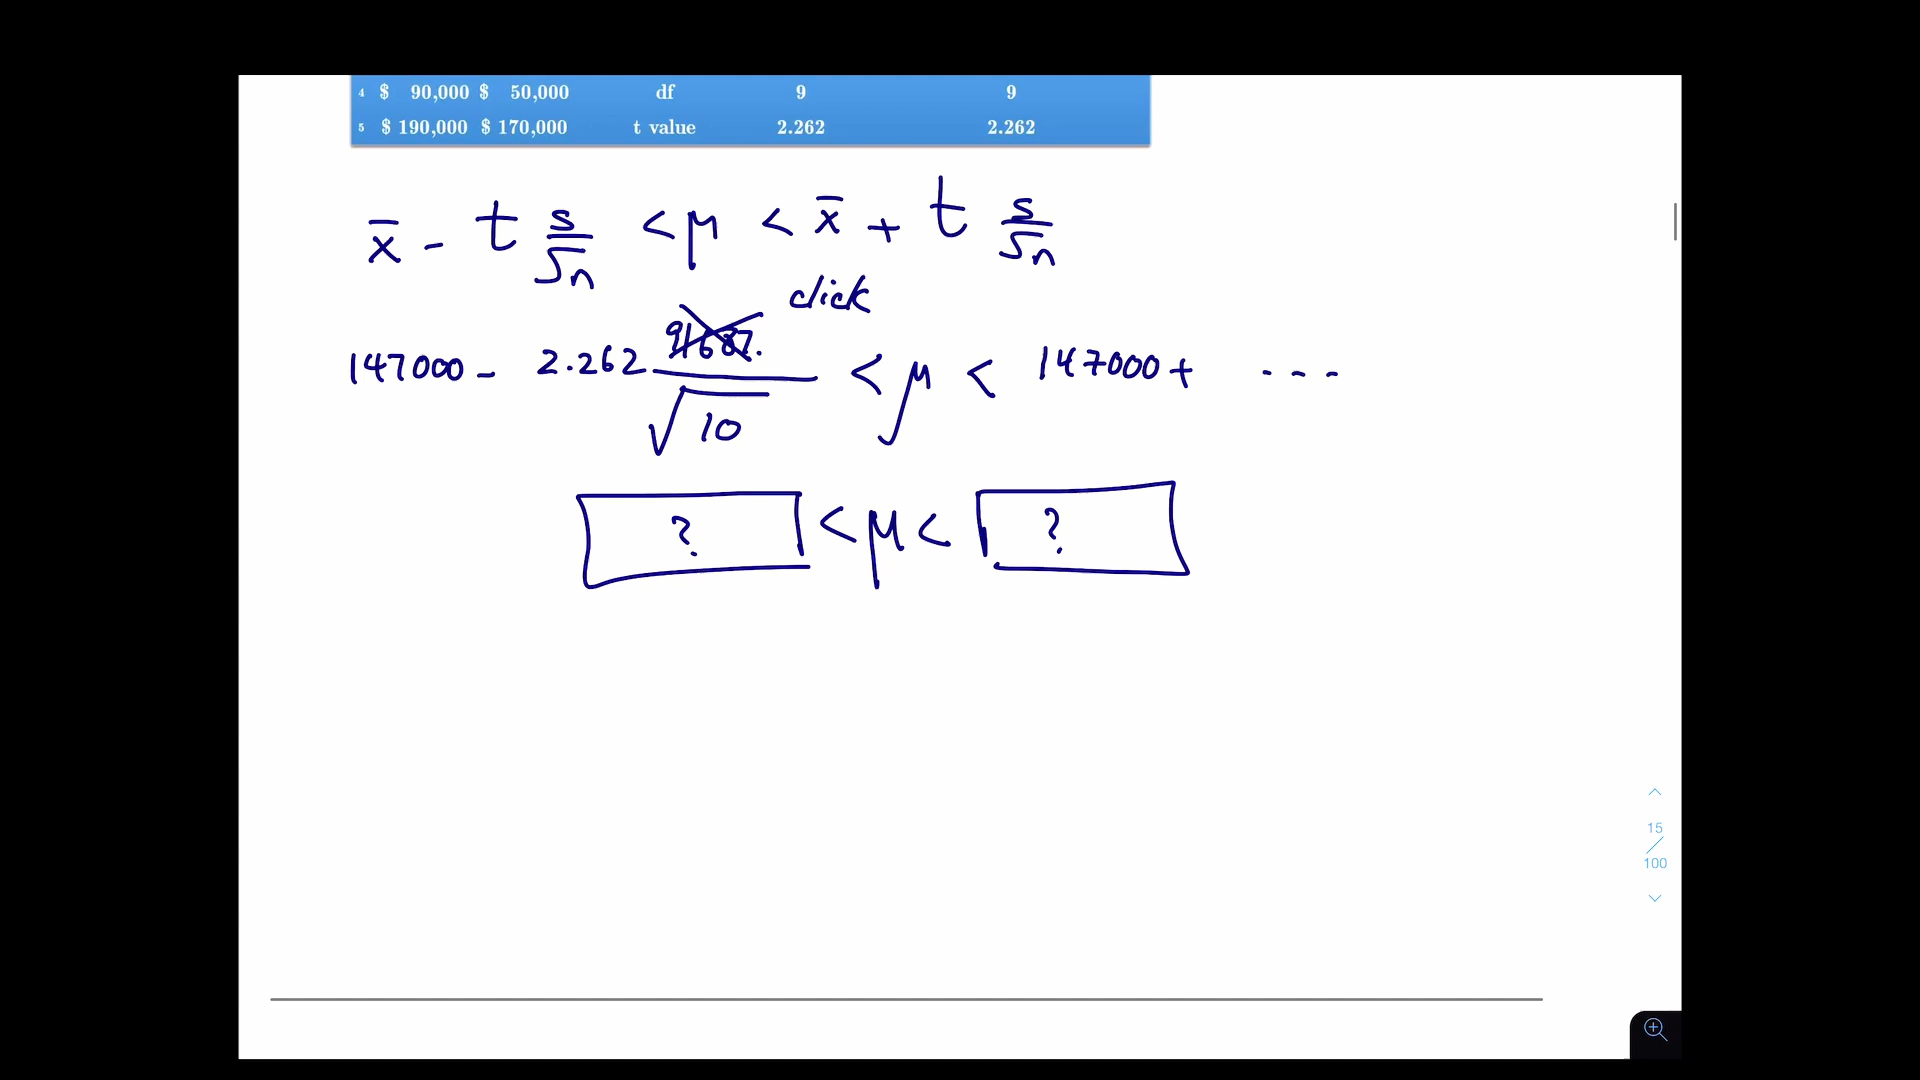 4 $ 90,000 $ 50,000 df 9 9
5 $ 190,000 $ 170,000 t value 2.262 2.262
x̄ - t s/√n < μ < x̄ + t s/√n
click
147000 - 2.262 91687. / √10 < μ < 147000 + ---
? < μ < ?
15 / 100